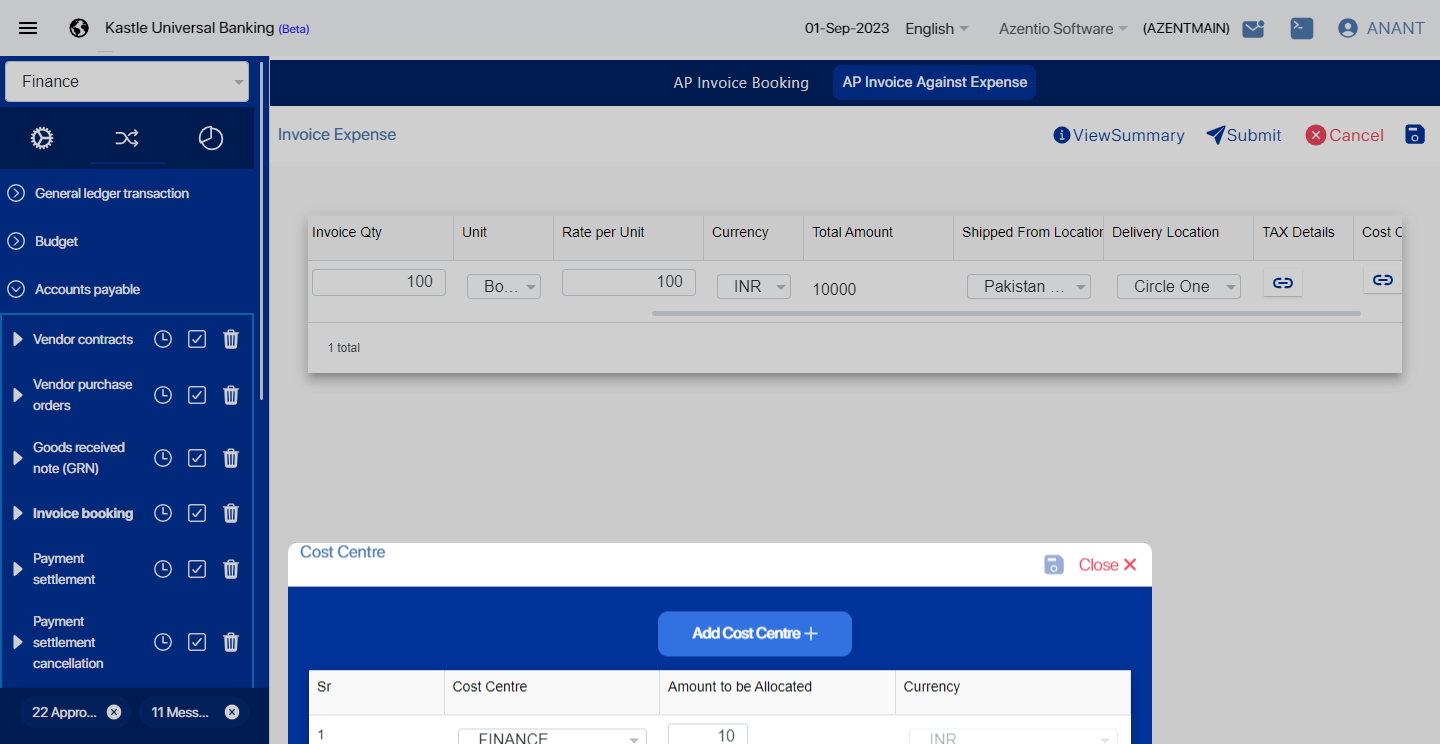 Kastle Universal Banking (Beta)
01-Sep-2023 English Azentio Software (AZENTMAIN) ANANT
Finance
AP Invoice Booking AP Invoice Against Expense
Invoice Expense
ViewSummary Submit Cancel
General ledger transaction
Budget
Accounts payable
Vendor contracts
Vendor purchase
orders
Goods received
note (GRN)
Invoice booking
Payment
settlement
Payment
settlement
cancellation
22 Appro... 11 Mess...
Invoice Qty Unit Rate per Unit Currency Total Amount Shipped From Location Delivery Location TAX Details Cost C
100 Bo... 100 INR 10000 Pakistan ... Circle One
1 total
Cost Centre
Close
Add Cost Centre
Sr Cost Centre Amount to be Allocated Currency
1 FINANCE 10 INR